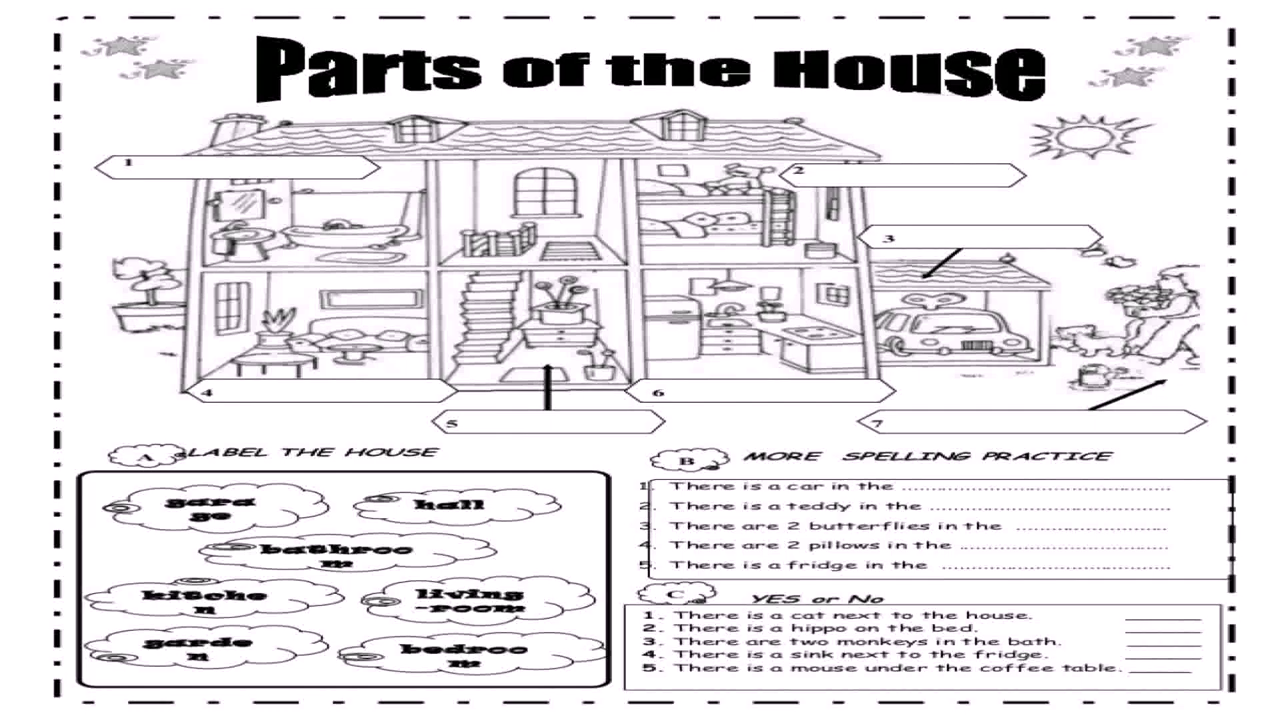 Parts of the House
1
2
3
4
6
5
7
A LABEL THE HOUSE
gara
ge
hall
bathroo
m
kitche
n
living
-room
garde
n
bedroo
m
B MORE SPELLING PRACTICE
1. There is a car in the ........................................
2. There is a teddy in the ....................................
3. There are 2 butterflies in the ......................
4. There are 2 pillows in the ...............................
5. There is a fridge in the ..................................
C YES or No
1. There is a cat next to the house. ________
2. There is a hippo on the bed. ________
3. There are two monkeys in the bath. ________
4. There is a sink next to the fridge. ________
5. There is a mouse under the coffee table. ________